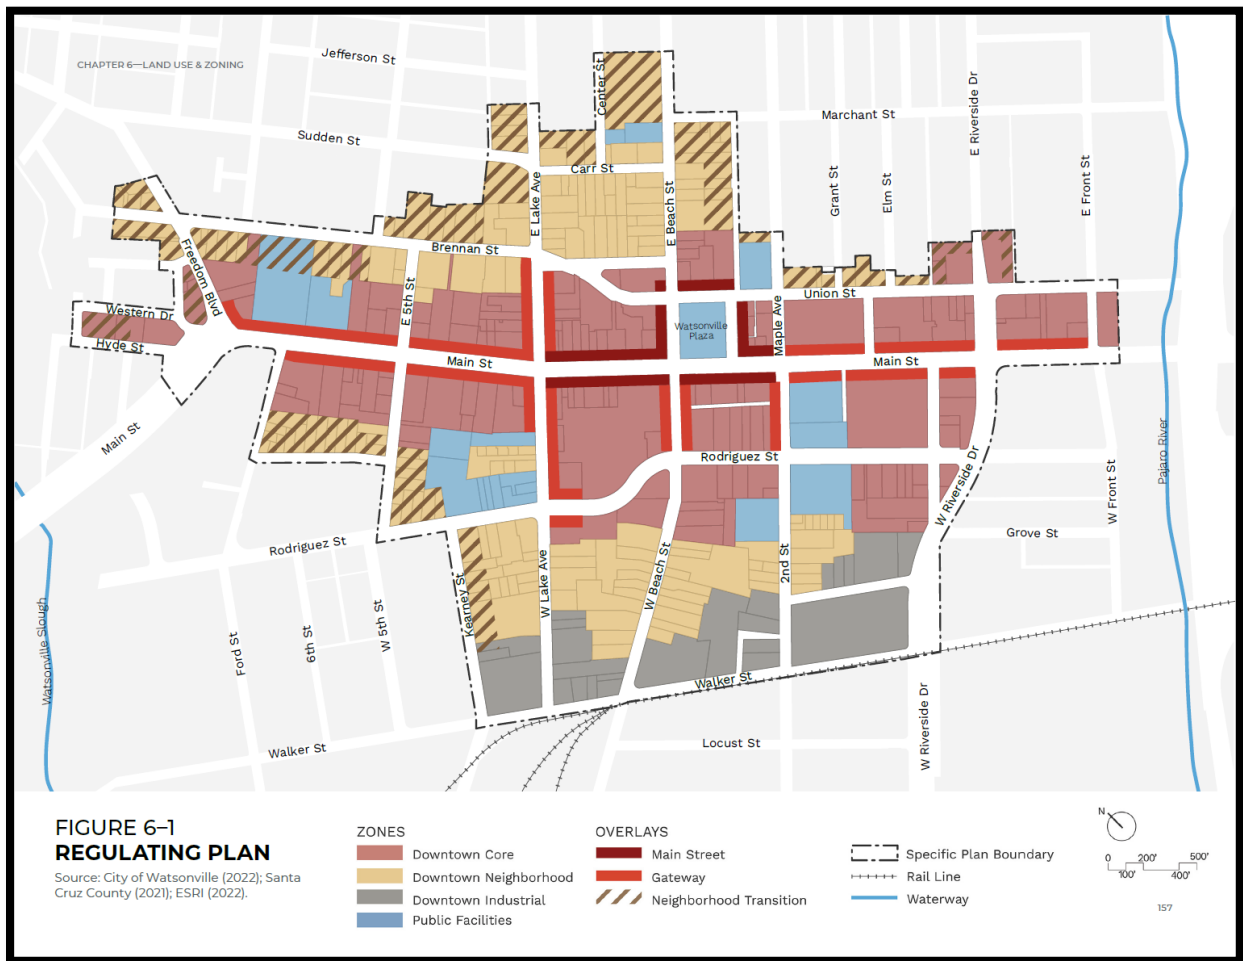 CHAPTER 6—LAND USE & ZONING
Jefferson St
Center St
E Riverside Dr
Marchant St
Sudden St
Carr St
Grant St
Elm St
E Front St
E Lake Ave
E Beach St
Brennan St
Freedom Blvd
E 5th St
Union St
Western Dr
Hyde St
Watsonville
Plaza
Maple Ave
Main St
Main St
Main St
Rodriguez St
Pajaro River
W Riverside Dr
W Front St
Grove St
Rodriguez St
Kearney St
W Lake Ave
W Beach St
2nd St
Watsonville Slough
Ford St
6th St
W 5th St
Walker St
W Riverside Dr
Walker St
Locust St
FIGURE 6–1
REGULATING PLAN
Source: City of Watsonville (2022); Santa
Cruz County (2021); ESRI (2022).
ZONES
Downtown Core
Downtown Neighborhood
Downtown Industrial
Public Facilities
OVERLAYS
Main Street
Gateway
Neighborhood Transition
Specific Plan Boundary
Rail Line
Waterway
N
0 200' 500'
100' 400'
157